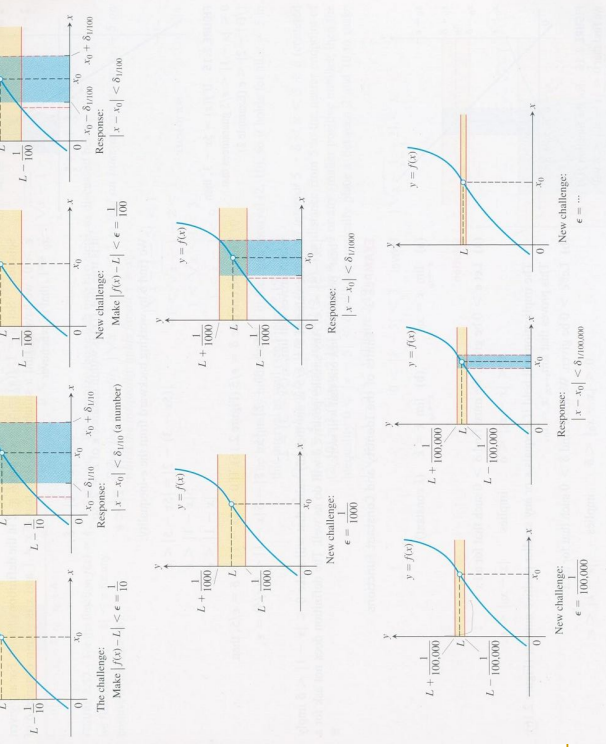 L
L − 1/10
0
x₀
x
The challenge:
Make |f(x) − L| < ϵ = 1/10
L
L − 1/10
0
x₀
x
x₀ − δ1/10
x₀ + δ1/10
Response:
|x − x₀| < δ1/10 (a number)
L
L − 1/100
0
x₀
x
New challenge:
Make |f(x) − L| < ϵ = 1/100
L
L − 1/100
0
x₀
x
x₀ − δ1/100
x₀ + δ1/100
Response:
|x − x₀| < δ1/100
y
y = f(x)
L + 1/1000
L
L − 1/1000
0
x₀
x
New challenge:
ϵ = 1/1000
y
y = f(x)
L + 1/1000
L
L − 1/1000
0
x₀
x
Response:
|x − x₀| < δ1/1000
y
y = f(x)
L + 1/100,000
L
L − 1/100,000
0
x₀
x
New challenge:
ϵ = 1/100,000
y
y = f(x)
L + 1/100,000
L
L − 1/100,000
0
x₀
x
Response:
|x − x₀| < δ1/100,000
y
y = f(x)
L
0
x₀
x
New challenge:
ϵ = ...